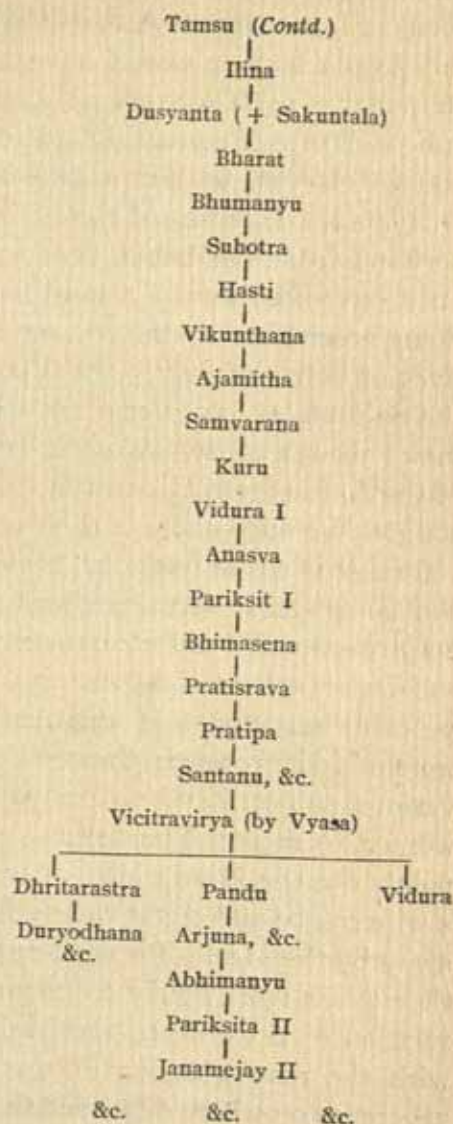 Tamsu (Contd.)
Ilina
Dusyanta ( + Sakuntala)
Bharat
Bhumanyu
Suhotra
Hasti
Vikunthana
Ajamitha
Samvarana
Kuru
Vidura I
Anasva
Pariksit I
Bhimasena
Pratisrava
Pratipa
Santanu, &c.
Vicitravirya (by Vyasa)
Dhritarastra Pandu Vidura
Duryodhana Arjuna, &c.
&c.
Abhimanyu
Pariksita II
Janamejay II
&c. &c. &c.